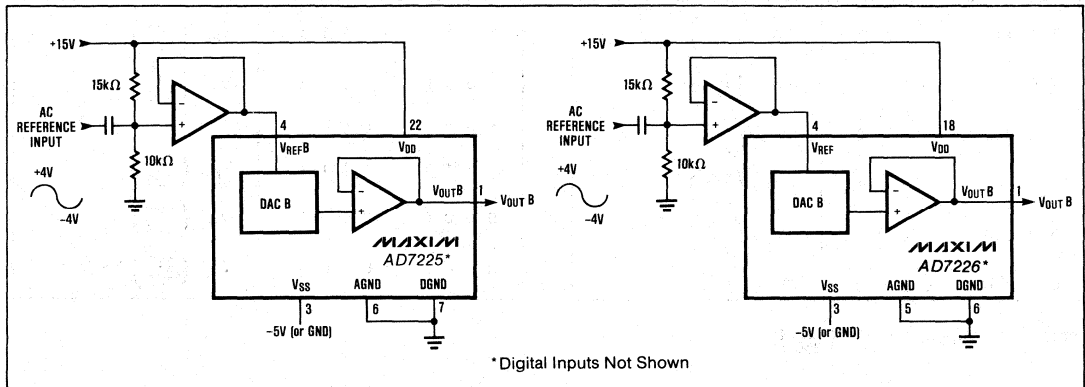 +15V
15kΩ
AC
REFERENCE
INPUT
10kΩ
+4V
−4V
4
22
VREFB
VDD
DAC B
VOUTB
1
VOUT B
MAXIM
AD7225*
VSS
AGND
DGND
3
6
7
−5V (or GND)
+15V
15kΩ
AC
REFERENCE
INPUT
10kΩ
+4V
−4V
4
18
VREF
VDD
DAC B
VOUTB
1
VOUT B
MAXIM
AD7226*
VSS
AGND
DGND
3
5
6
−5V (or GND)
*Digital Inputs Not Shown